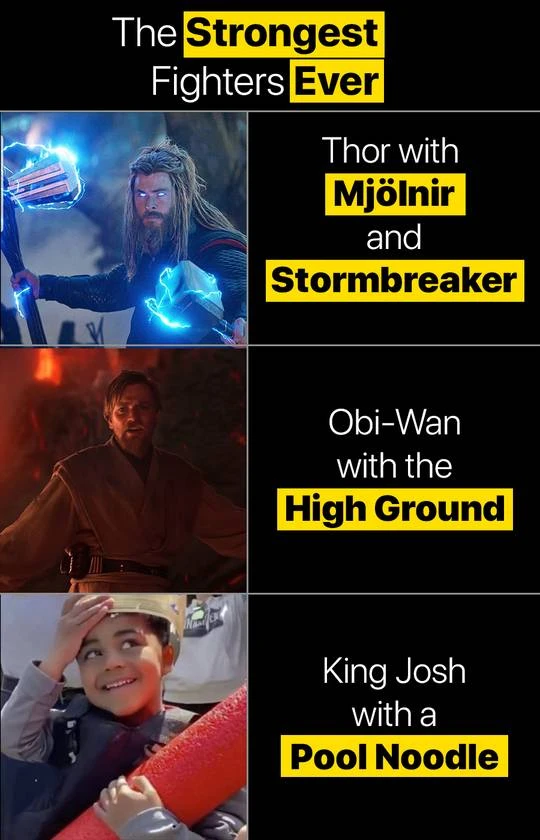 The Strongest
Fighters Ever
Thor with
Mjölnir
and
Stormbreaker
Obi-Wan
with the
High Ground
King Josh
with a
Pool Noodle